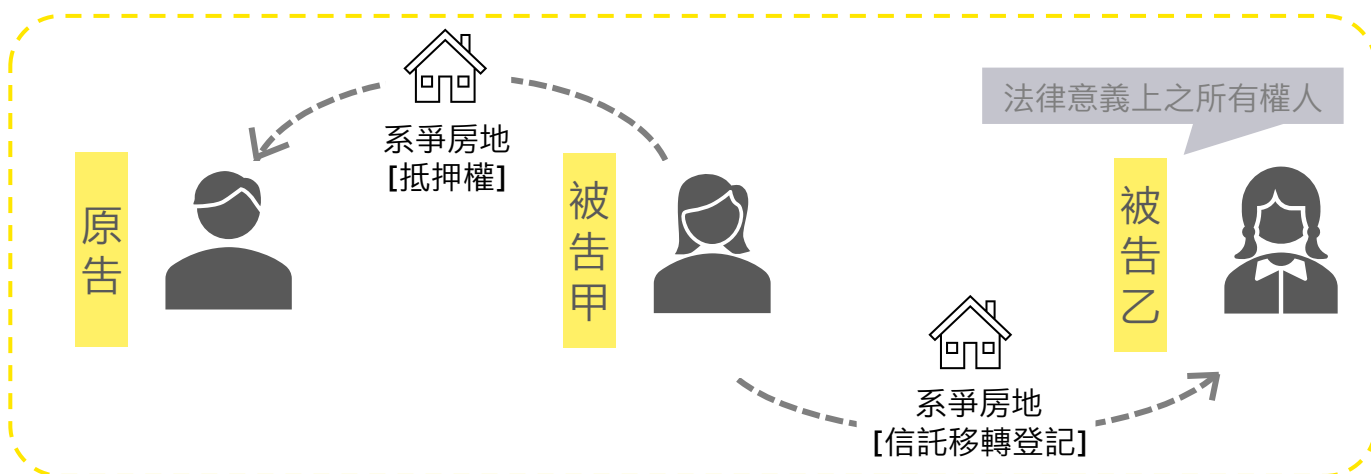 法律意義上之所有權人
系爭房地
[抵押權]
原告
被告甲
被告乙
系爭房地
[信託移轉登記]